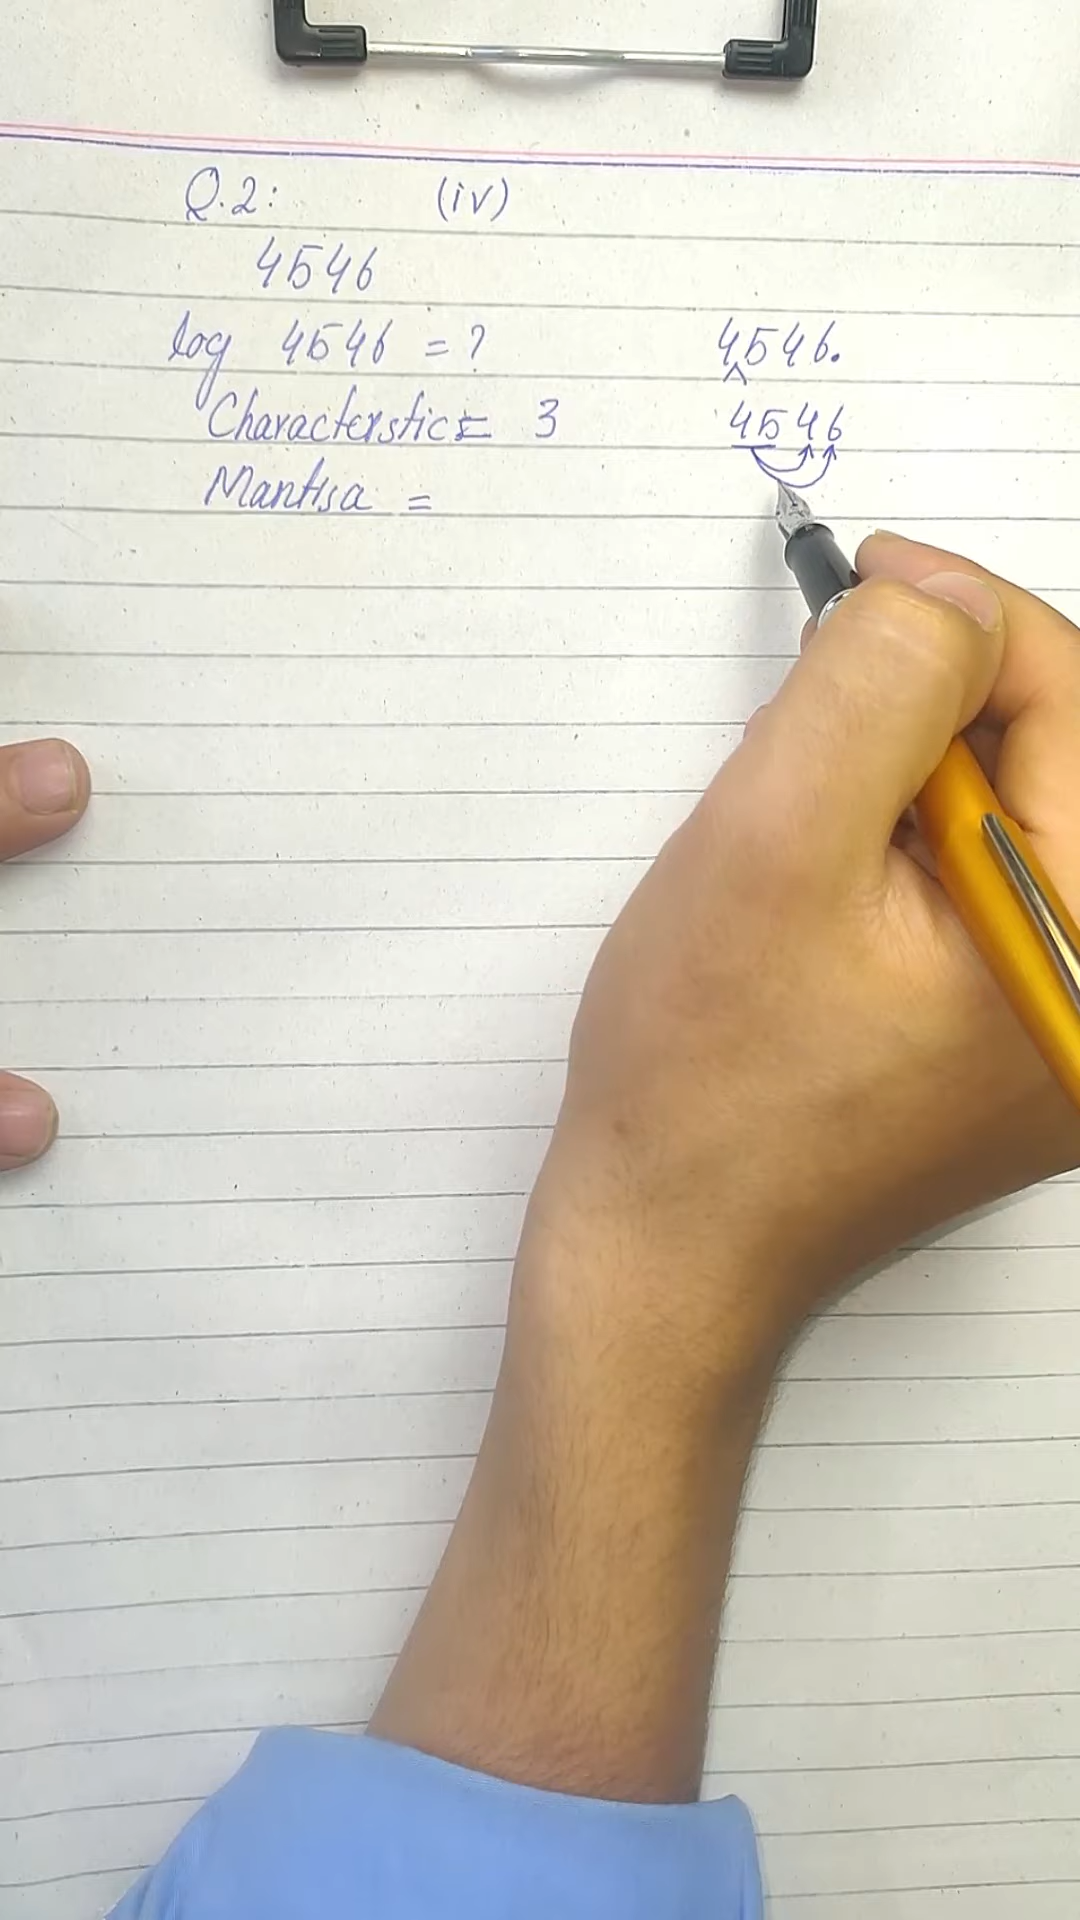 Q.2: (iv)
4546
log 4546 = ?
4546.
Characterstic = 3
4546
Mantisa =